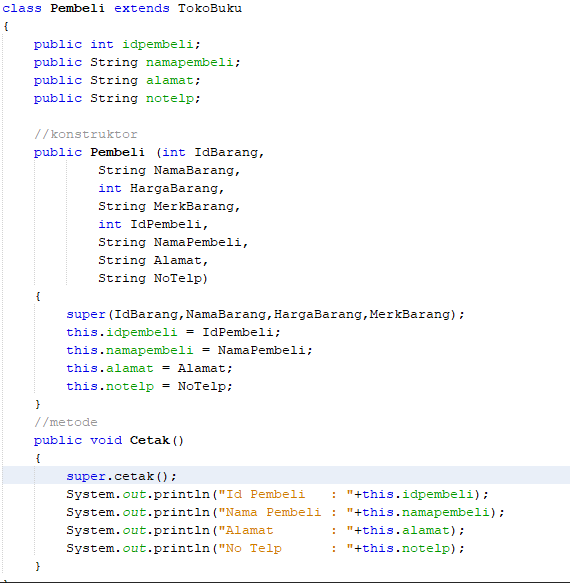 class Pembeli extends TokoBuku
{
    public int idpembeli;
    public String namapembeli;
    public String alamat;
    public String notelp;

    //konstruktor
    public Pembeli (int IdBarang,
            String NamaBarang,
            int HargaBarang,
            String MerkBarang,
            int IdPembeli,
            String NamaPembeli,
            String Alamat,
            String NoTelp)
    {
        super(IdBarang,NamaBarang,HargaBarang,MerkBarang);
        this.idpembeli = IdPembeli;
        this.namapembeli = NamaPembeli;
        this.alamat = Alamat;
        this.notelp = NoTelp;
    }
    //metode
    public void Cetak()
    {
        super.cetak();
        System.out.println("Id Pembeli   : "+this.idpembeli);
        System.out.println("Nama Pembeli : "+this.namapembeli);
        System.out.println("Alamat       : "+this.alamat);
        System.out.println("No Telp      : "+this.notelp);
    }